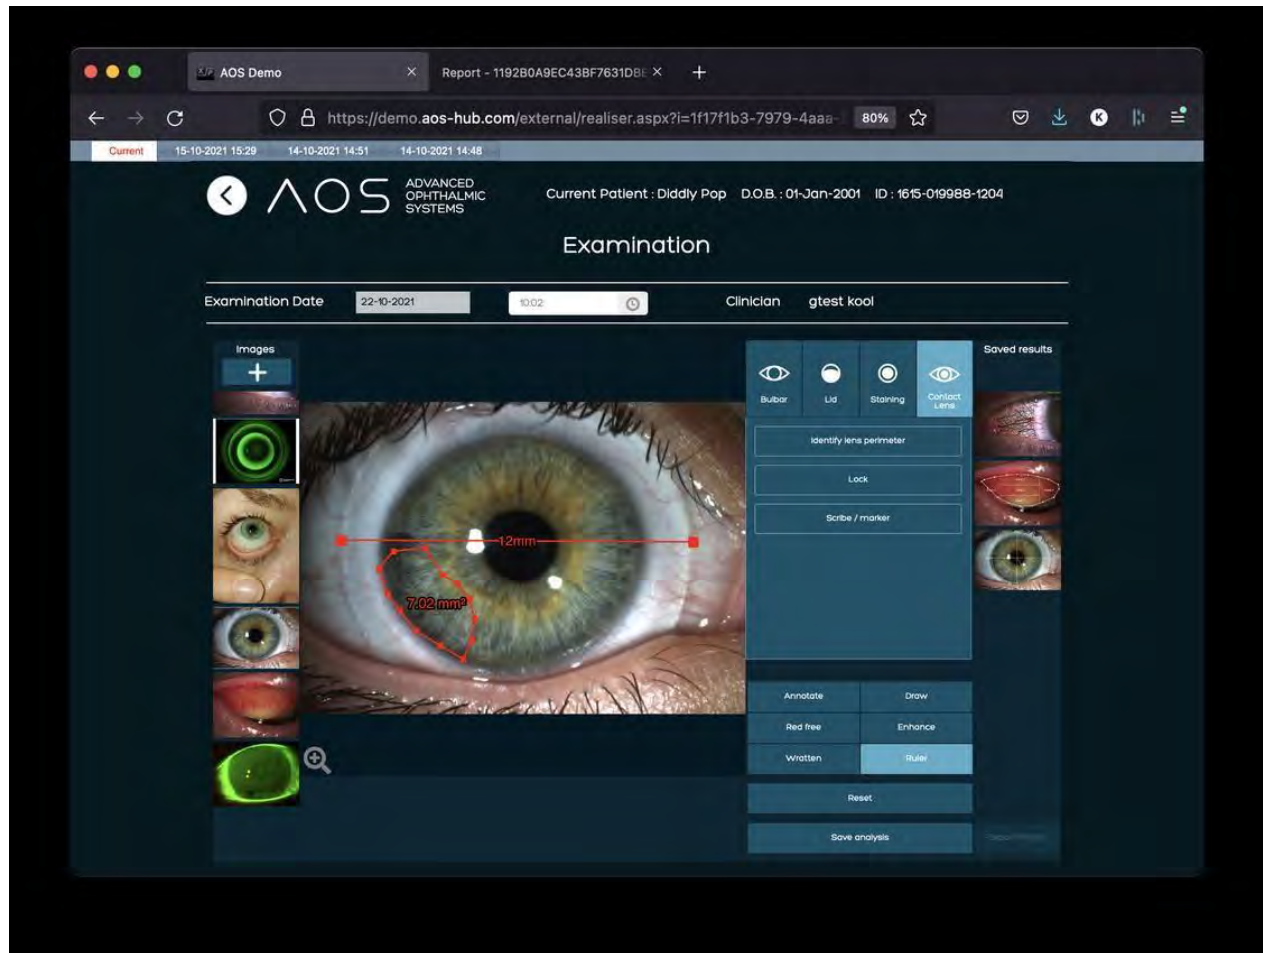 AOS Demo
Report - 1192B0A9EC43BF7631DBE
https://demo.aos-hub.com/external/realiser.aspx?i=1f17f1b3-7979-4aaa-
80%
K
Current 15-10-2021 15:29 14-10-2021 14:51 14-10-2021 14:48
AOS
ADVANCED
OPHTHALMIC
SYSTEMS
Current Patient : Diddly Pop D.O.B. : 01-Jan-2001 ID : 1615-019988-1204
Examination
Examination Date 22-10-2021 10:02 Clinician gtest kool
Images
Saved results
Bulbar Lid Staining Contact
Lens
Identify lens perimeter
Lock
Scribe / marker
12mm
7.02 mm²
Annotate Draw
Red free Enhance
Wratten Ruler
Reset
Save analysis